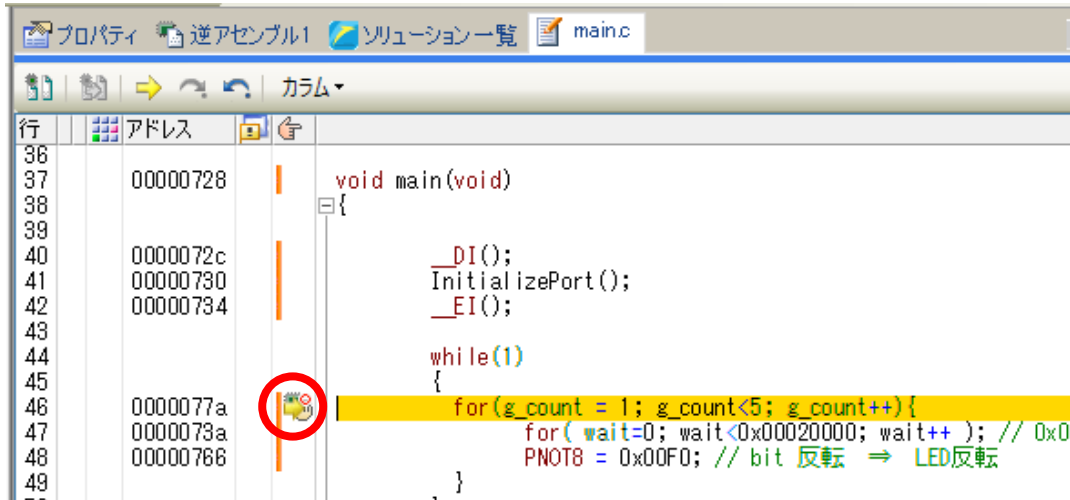 プロパティ 逆アセンブル1 ソリューション一覧 main.c
カラム
行 アドレス
36
37 00000728 void main(void)
38 {
39
40 0000072c __DI();
41 00000730 InitializePort();
42 00000734 __EI();
43
44 while(1)
45 {
46 0000077a for(g_count = 1; g_count<5; g_count++){
47 0000073a for( wait=0; wait<0x00020000; wait++ ); // 0x0
48 00000766 PNOT8 = 0x00F0; // bit 反転 ⇒ LED反転
49 }